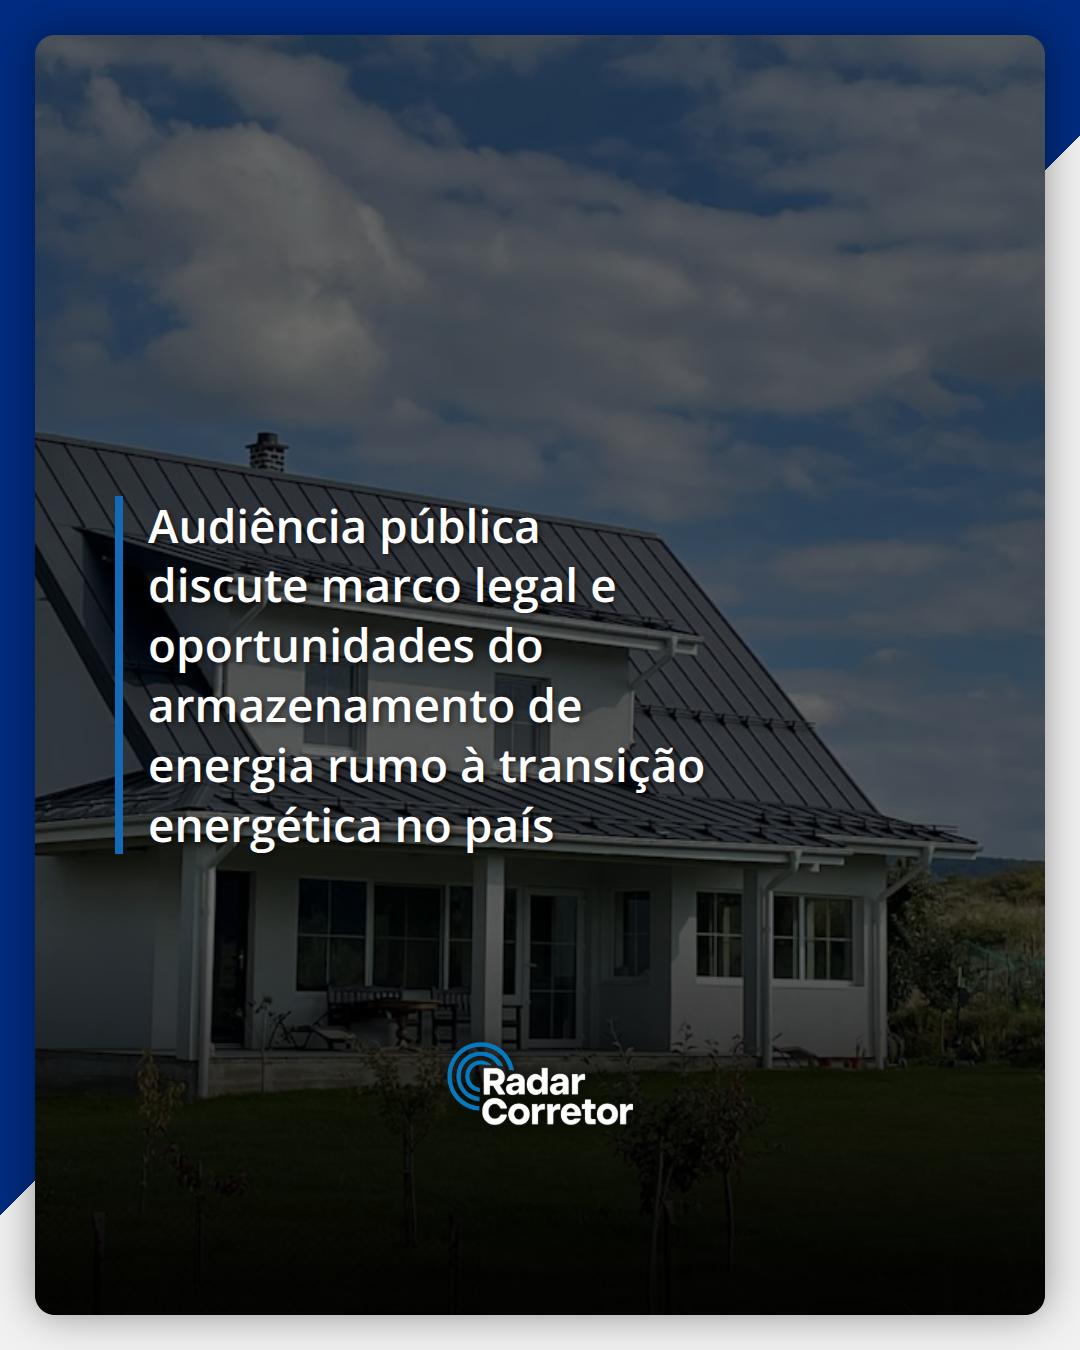 Audiência pública
discute marco legal e
oportunidades do
armazenamento de
energia rumo à transição
energética no país
Radar
Corretor